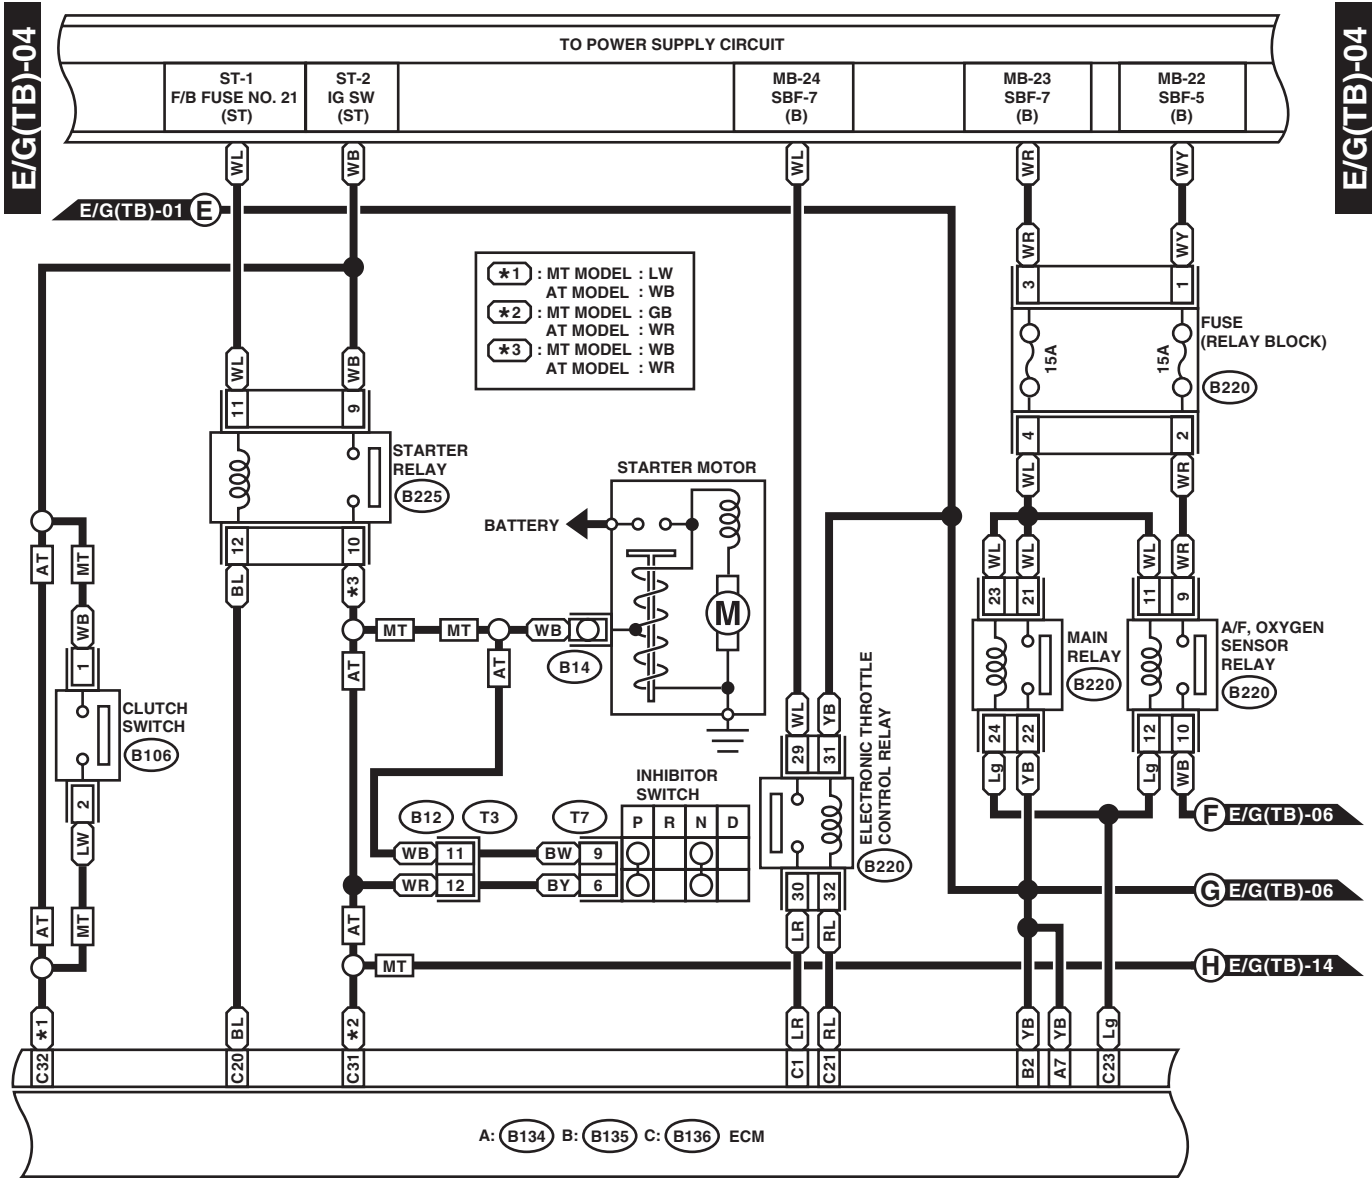 E/G(TB)-04
E/G(TB)-04
TO POWER SUPPLY CIRCUIT
ST-1
F/B FUSE NO. 21
(ST)
ST-2
IG SW
(ST)
MB-24
SBF-7
(B)
MB-23
SBF-7
(B)
MB-22
SBF-5
(B)
WL
WB
WL
WR
WY
E/G(TB)-01 E
WR
WY
3
1
*1 : MT MODEL : LW
AT MODEL : WB
*2 : MT MODEL : GB
AT MODEL : WR
*3 : MT MODEL : WB
AT MODEL : WR
FUSE
(RELAY BLOCK)
B220
15A
15A
4
2
WL
WR
WL
WB
11
9
STARTER
RELAY
B225
12
10
BL
*3
STARTER MOTOR
BATTERY
M
AT
MT
WB
1
CLUTCH
SWITCH
B106
2
LW
AT
MT
MT
MT
WB
B14
AT
AT
WL
WL
WL
WR
23
21
11
9
MAIN
RELAY
B220
A/F, OXYGEN
SENSOR
RELAY
B220
24
22
12
10
Lg
YB
Lg
WB
WL
YB
29
31
ELECTRONIC THROTTLE
CONTROL RELAY
B220
30
32
LR
RL
INHIBITOR
SWITCH
P R N D
B12
T3
T7
WB 11
BW 9
WR 12
BY 6
AT
MT
F E/G(TB)-06
G E/G(TB)-06
H E/G(TB)-14
*1
BL
*2
LR
RL
YB
YB
Lg
C32
C20
C31
C1
C21
B2
A7
C23
A: B134 B: B135 C: B136 ECM